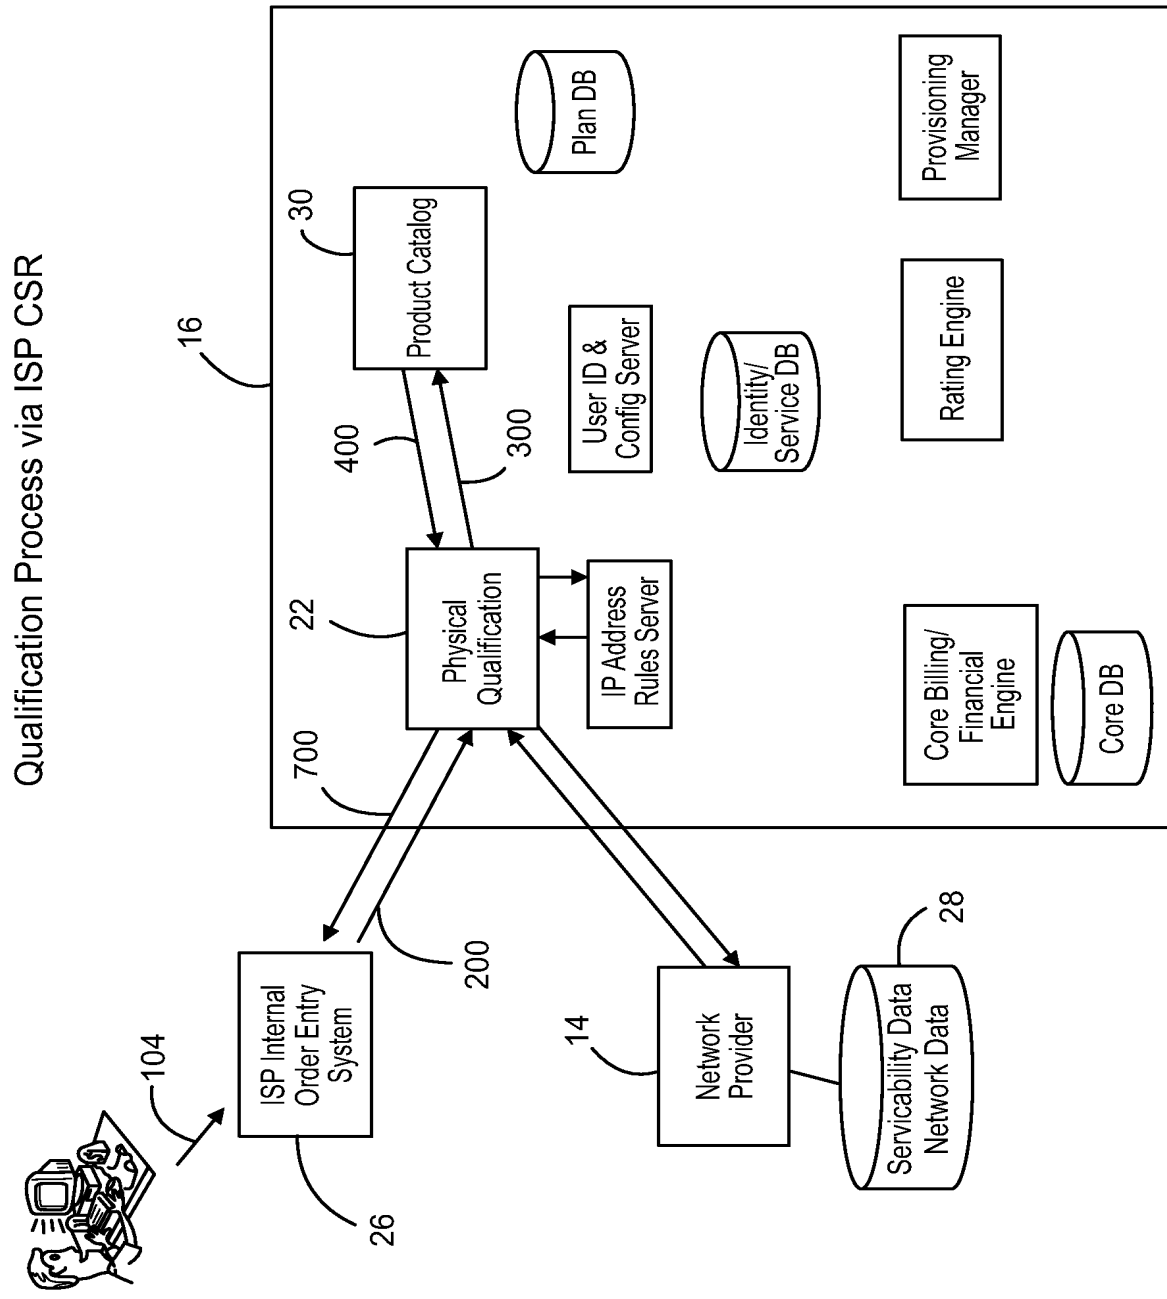 Qualification Process via ISP CSR
104
ISP Internal
Order Entry
System
26
200
700
16
22
Physical
Qualification
400
300
30
Product Catalog
Plan DB
IP Address
Rules Server
User ID &
Config Server
Identity/
Service DB
14
Network
Provider
28
Servicability Data
Network Data
Core Billing/
Financial
Engine
Core DB
Rating Engine
Provisioning
Manager